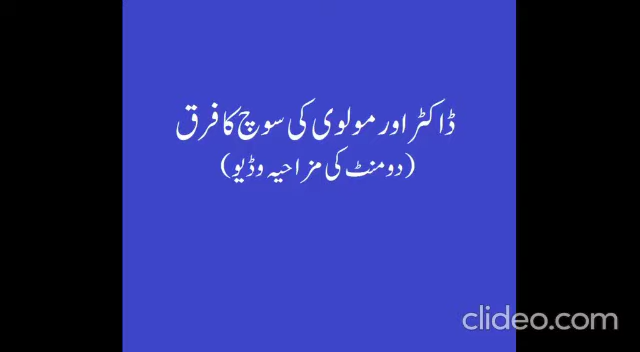 ڈاکٹر اور مولوی کی سوچ کا فرق
(دو منٹ کی مزاحیہ وڈیو)
clideo.com